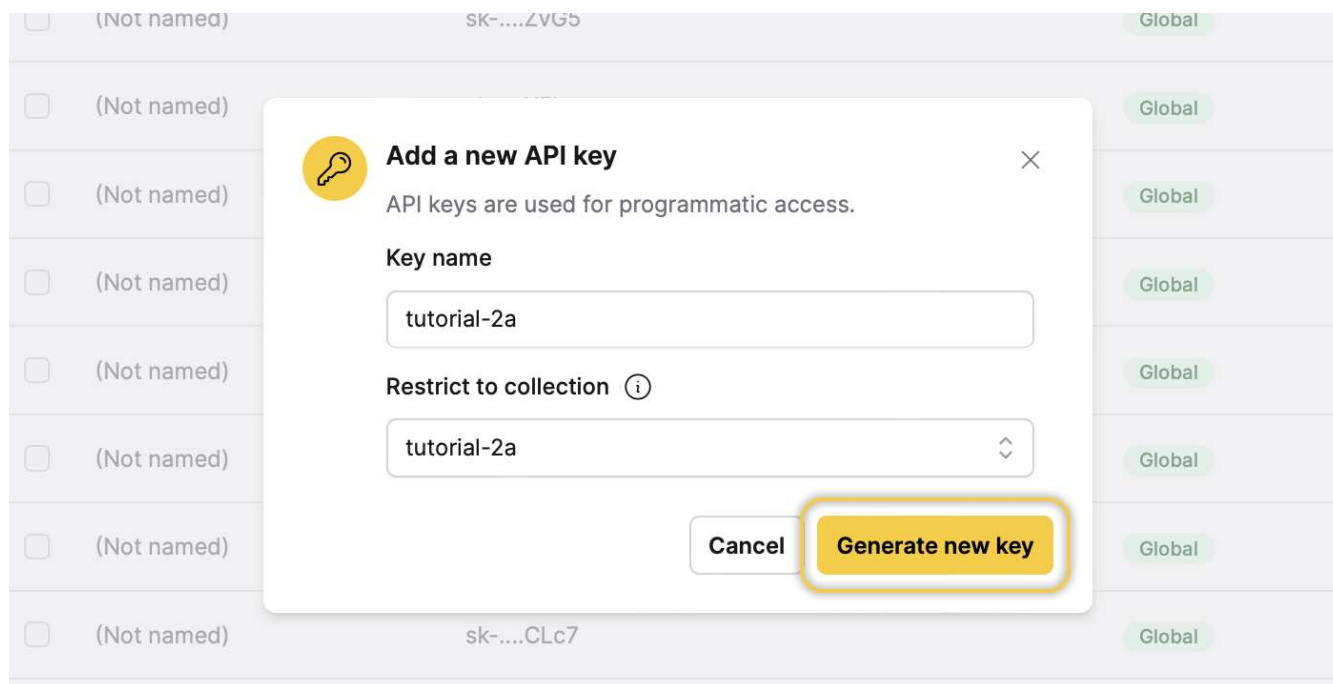 (Not named) sk-....ZVG5 Global
(Not named) Global
Add a new API key
API keys are used for programmatic access.
(Not named) Global
Key name
(Not named) tutorial-2a Global
(Not named) Restrict to collection Global
(Not named) tutorial-2a Global
(Not named) Cancel Generate new key Global
(Not named) sk-....CLc7 Global